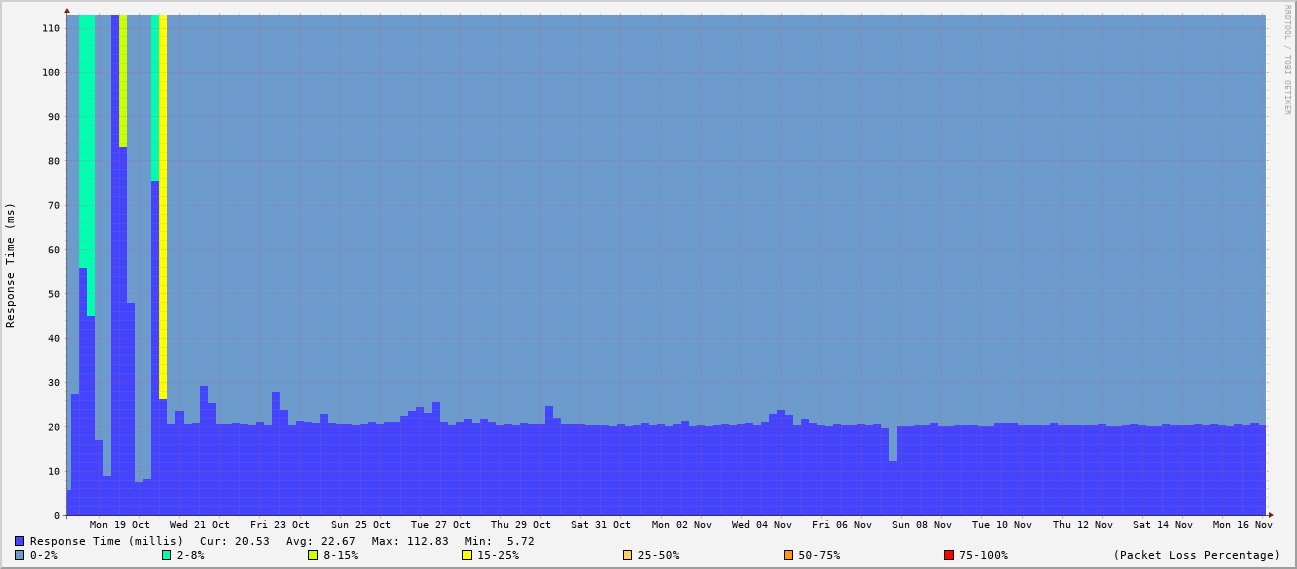 RRDTOOL / TOBI OETIKER
Response Time (ms)
110
100
90
80
70
60
50
40
30
20
10
0
Mon 19 Oct Wed 21 Oct Fri 23 Oct Sun 25 Oct Tue 27 Oct Thu 29 Oct Sat 31 Oct Mon 02 Nov Wed 04 Nov Fri 06 Nov Sun 08 Nov Tue 10 Nov Thu 12 Nov Sat 14 Nov Mon 16 Nov
Response Time (millis) Cur: 20.53 Avg: 22.67 Max: 112.83 Min: 5.72
0-2% 2-8% 8-15% 15-25% 25-50% 50-75% 75-100% (Packet Loss Percentage)